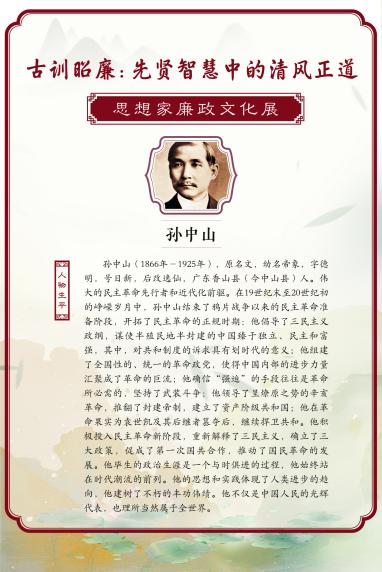 古训昭廉：先贤智慧中的清风正道
思想家廉政文化展
孙中山
人物生平
孙中山（1866年－1925年），原名文，幼名帝象，字德
明，号日新，后改逸仙，广东香山县（今中山县）人。伟
大的民主革命先行者和近代化前驱。在19世纪末至20世纪初
的峥嵘岁月中，孙中山结束了鸦片战争以来的民主革命准
备阶段，开拓了民主革命的正规时期；他倡导了三民主义
政纲，谋使半殖民地半封建的中国臻于独立、民主和富
强，其中，对共和制度的诉求具有划时代的意义；他组建
了全国性的、统一的革命政党，使得中国内部的进步力量
汇聚成了革命的巨流；他确信“强迫”的手段往往是革命
所必需的，坚持了武装斗争；他领导了星燎原之势的辛亥
革命，推翻了封建帝制，建立了资产阶级共和国；他在革
命果实为袁世凯及其后继者篡夺后，继续捍卫共和。他积
极投入民主革命新阶段，重新解释了三民主义，确立了三
大政策，促成了第一次国共合作，推动了国民革命的发
展。他毕生的政治生涯是一个与时俱进的过程，他始终站
在时代潮流的前列。他的思想和实践体现了人类进步的趋
向，他建树了不朽的丰功伟绩。他不仅是中国人民的光辉
代表，也理所当然属于全世界。